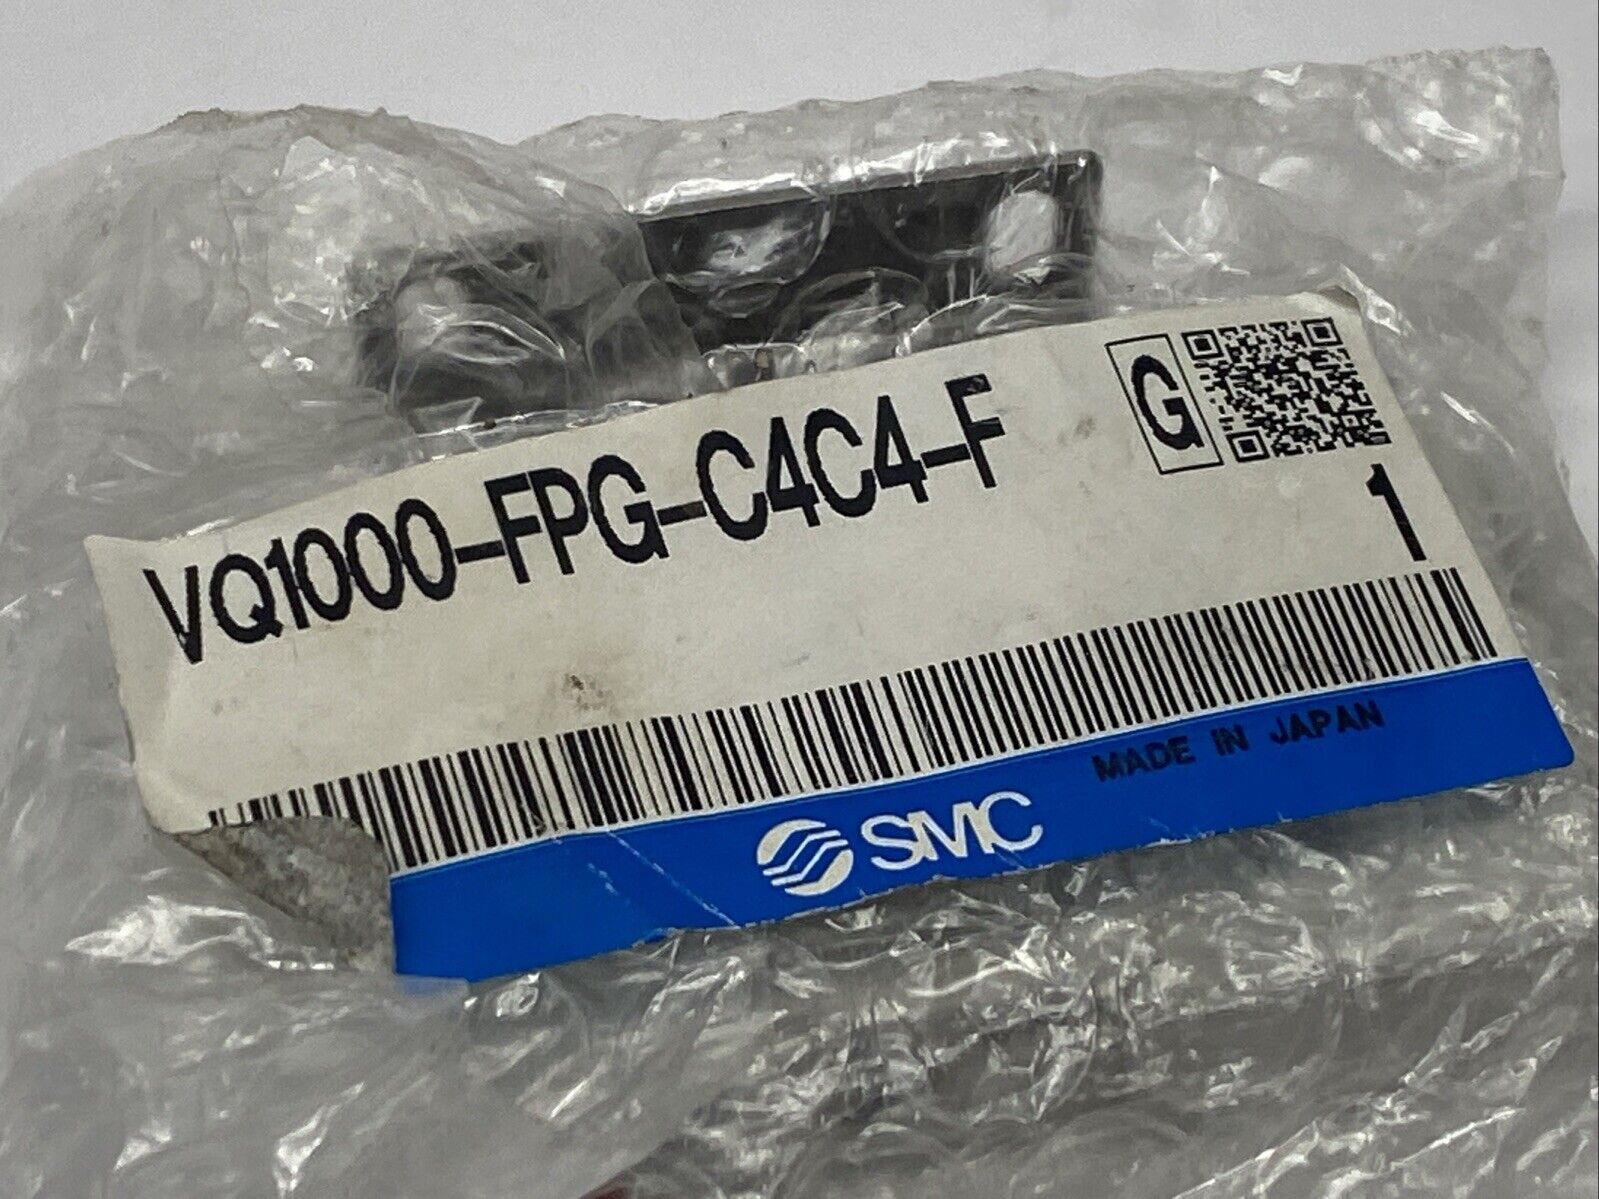 VQ1000-FPG-C4C4-F
G
1
MADE IN JAPAN
SMC